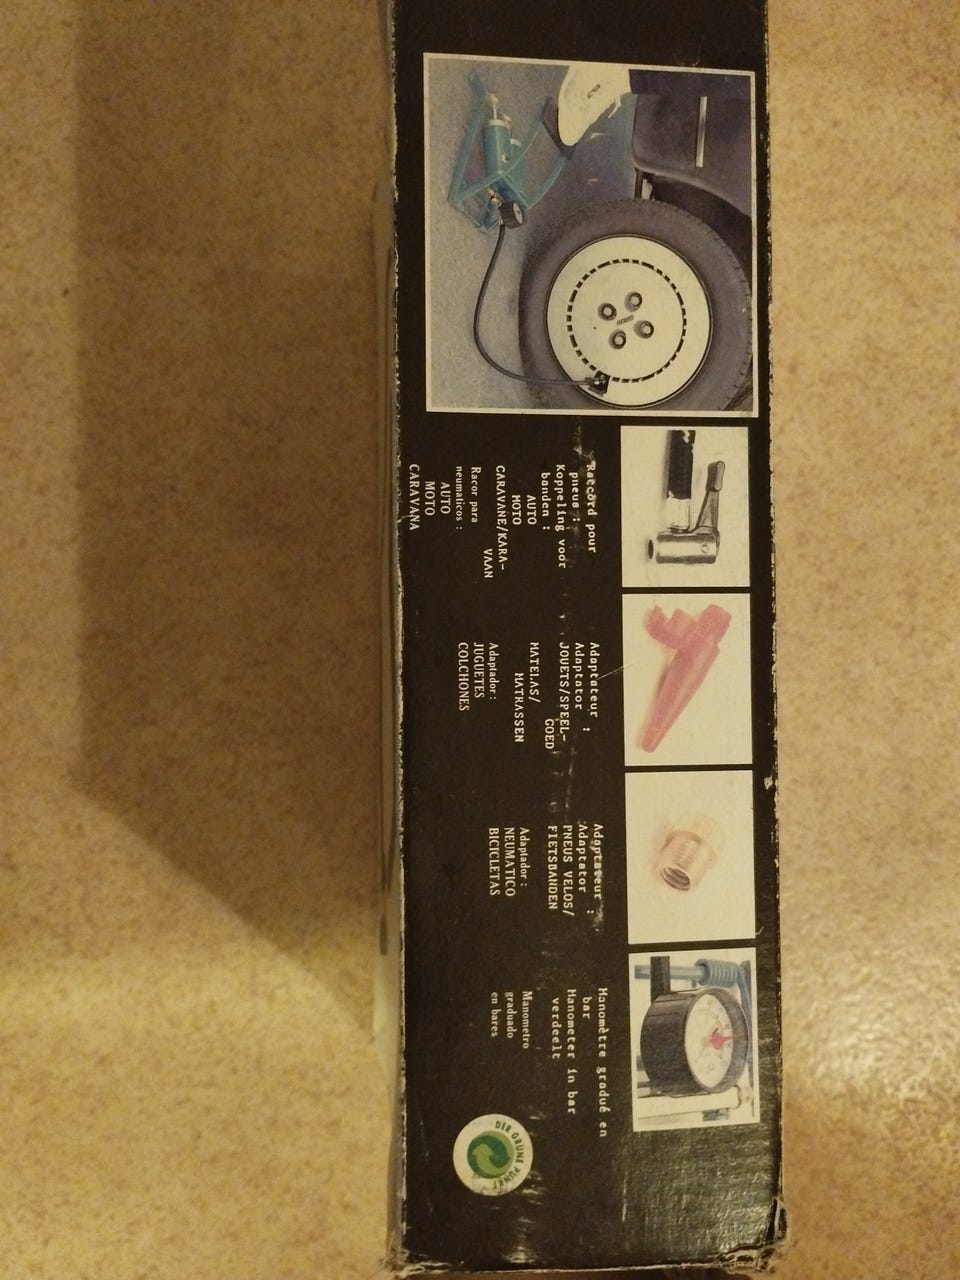 Raccord pour
pneus :
Koppeling voor
banden :
AUTO
MOTO
CARAVANE/KARA-
VAAN
Racor para
neumaticos :
AUTO
MOTO
CARAVANA
Adaptateur :
Adaptator :
JOUETS/SPEEL-
GOED
MATELAS/
MATRASSEN
Adaptador :
JUGUETES
COLCHONES
Adaptateur :
Adaptator :
PNEUS VELOS/
FIETSBANDEN
Adaptador :
NEUMATICO
BICICLETAS
Manomètre gradué en
bar
Manometer in bar
verdeelt
Manometro
graduado
en bares
DER GRÜNE PUNKT